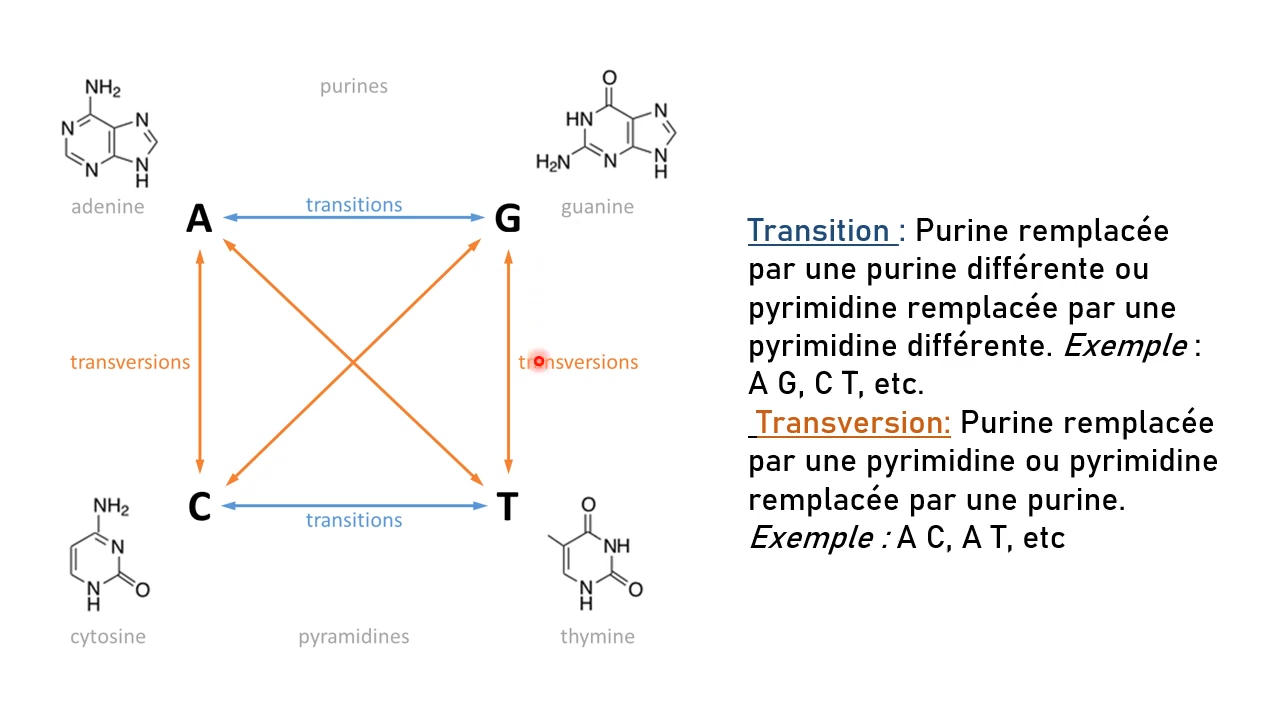 NH₂
N
N
N
N
H
adenine
purines
O
HN
N
H₂N
N
N
H
guanine
A
transitions
G
transversions
transversions
C
transitions
T
NH₂
N
N
H
O
cytosine
pyramidines
O
NH
N
H
O
thymine
Transition : Purine remplacée
par une purine différente ou
pyrimidine remplacée par une
pyrimidine différente. Exemple :
A G, C T, etc.
Transversion: Purine remplacée
par une pyrimidine ou pyrimidine
remplacée par une purine.
Exemple : A C, A T, etc